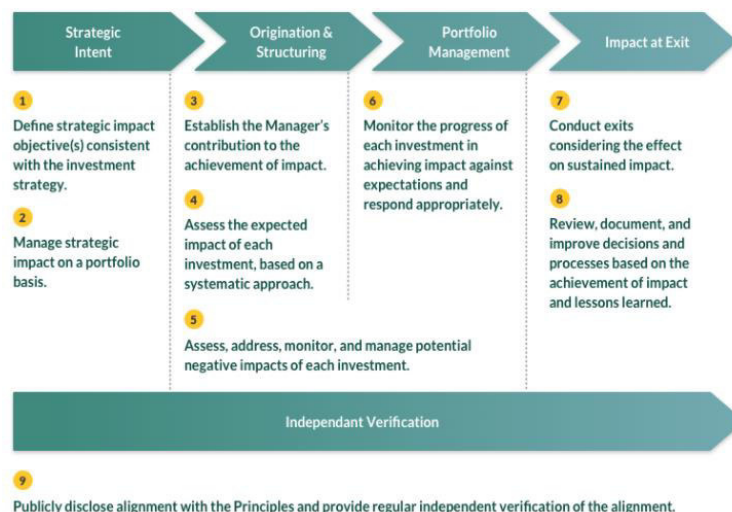 Strategic
Intent
Origination &
Structuring
Portfolio
Management
Impact at Exit
1
Define strategic impact
objective(s) consistent
with the investment
strategy.
2
Manage strategic
impact on a portfolio
basis.
3
Establish the Manager's
contribution to the
achievement of impact.
4
Assess the expected
impact of each
investment, based on a
systematic approach.
5
Assess, address, monitor, and manage potential
negative impacts of each investment.
6
Monitor the progress of
each investment in
achieving impact against
expectations and
respond appropriately.
7
Conduct exits
considering the effect
on sustained impact.
8
Review, document, and
improve decisions and
processes based on the
achievement of impact
and lessons learned.
Independant Verification
9
Publicly disclose alignment with the Principles and provide regular independent verification of the alignment.